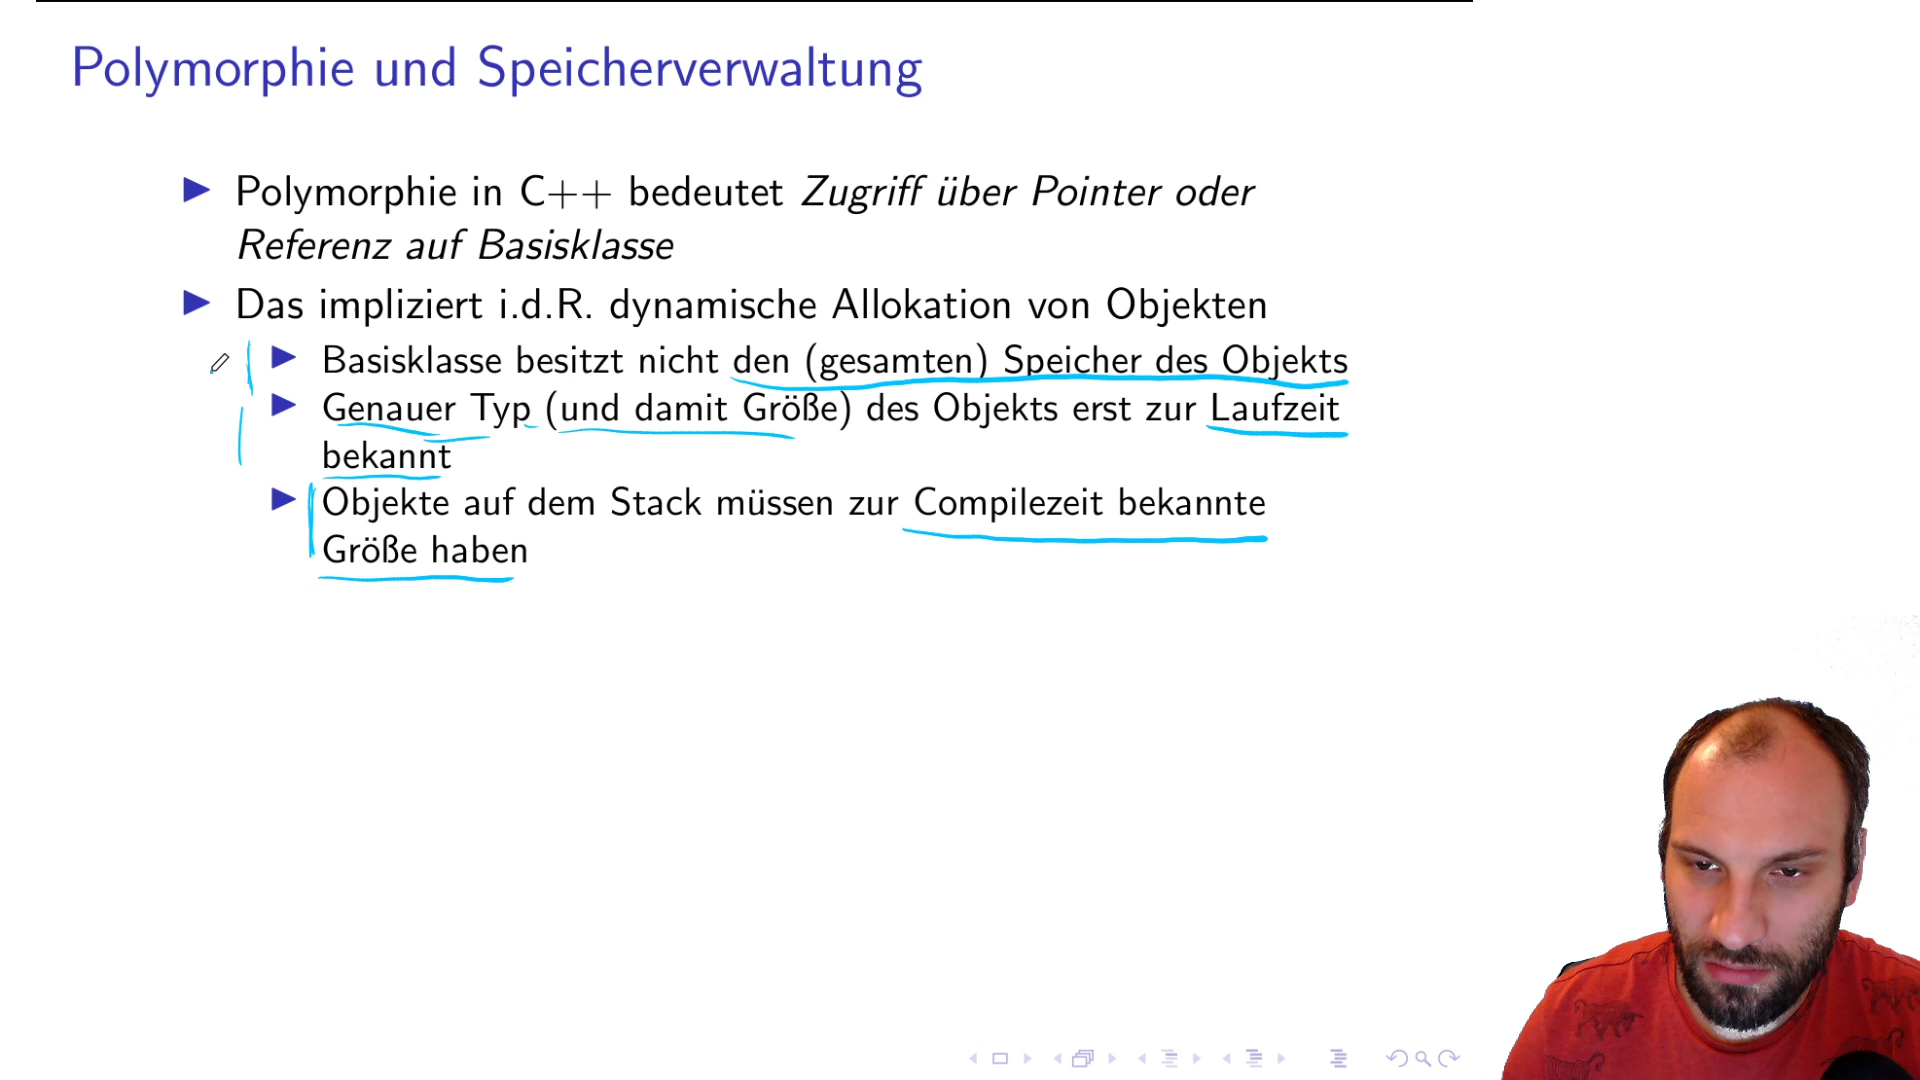 Polymorphie und Speicherverwaltung
Polymorphie in C++ bedeutet Zugriff über Pointer oder
Referenz auf Basisklasse
Das impliziert i.d.R. dynamische Allokation von Objekten
Basisklasse besitzt nicht den (gesamten) Speicher des Objekts
Genauer Typ (und damit Größe) des Objekts erst zur Laufzeit
bekannt
Objekte auf dem Stack müssen zur Compilezeit bekannte
Größe haben